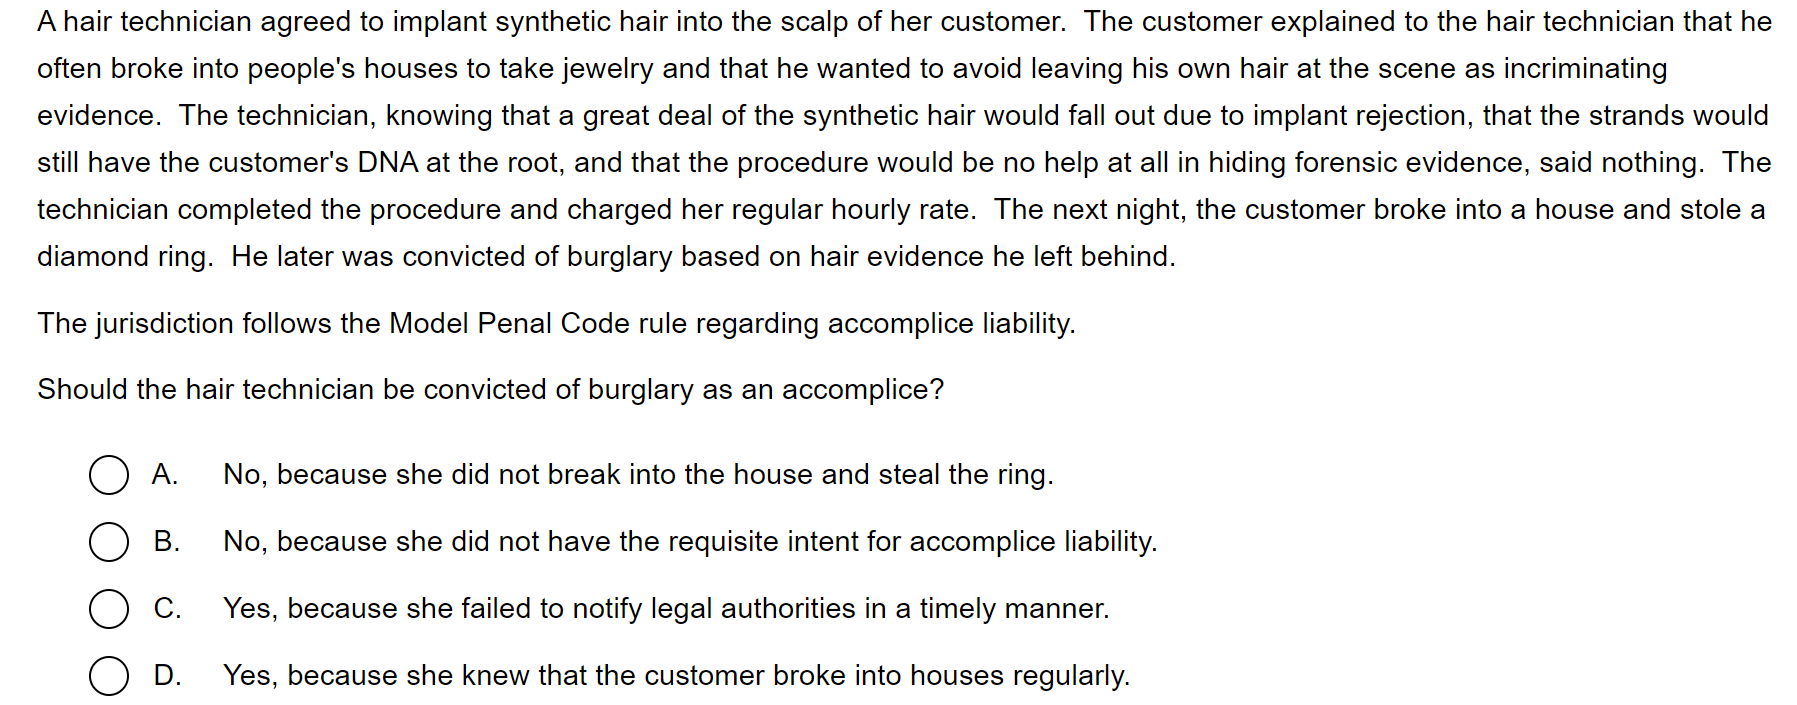 A hair technician agreed to implant synthetic hair into the scalp of her customer.  The customer explained to the hair technician that he
often broke into people's houses to take jewelry and that he wanted to avoid leaving his own hair at the scene as incriminating
evidence.  The technician, knowing that a great deal of the synthetic hair would fall out due to implant rejection, that the strands would
still have the customer's DNA at the root, and that the procedure would be no help at all in hiding forensic evidence, said nothing.  The
technician completed the procedure and charged her regular hourly rate.  The next night, the customer broke into a house and stole a
diamond ring.  He later was convicted of burglary based on hair evidence he left behind.
The jurisdiction follows the Model Penal Code rule regarding accomplice liability.
Should the hair technician be convicted of burglary as an accomplice?
A. No, because she did not break into the house and steal the ring.
B. No, because she did not have the requisite intent for accomplice liability.
C. Yes, because she failed to notify legal authorities in a timely manner.
D. Yes, because she knew that the customer broke into houses regularly.